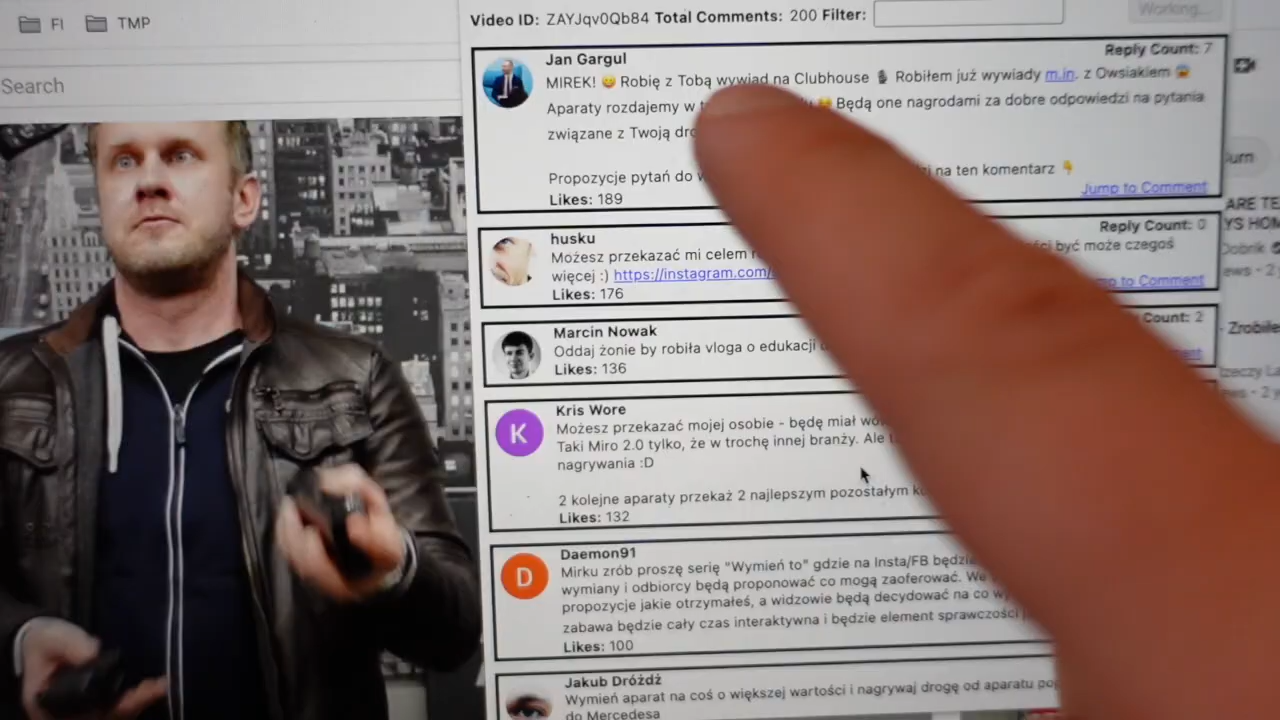 FI TMP
Search
Video ID: ZAYJqv0Qb84 Total Comments: 200 Filter:
Working...
Jan Gargul
Reply Count: 7
MIREK! 😄 Robię z Tobą wywiad na Clubhouse 🎙 Robiłem już wywiady m.in. z Owsiakiem 😱
Aparaty rozdajemy w Będą one nagrodami za dobre odpowiedzi na pytania
związane z Twoją
Propozycje pytań do na ten komentarz 👇
Likes: 189
Jump to Comment
husku
Reply Count: 0
Możesz przekazać mi celem być może czegoś
więcej :) https://instagram.com/
to Comment
Likes: 176
Marcin Nowak
Count: 2
Oddaj żonie by robiła vloga o edukacji
Likes: 136
K
Kris Wore
Możesz przekazać mojej osobie - będę miał
Taki Miro 2.0 tylko, że w trochę innej branży. Ale
nagrywania :D
2 kolejne aparaty przekaż 2 najlepszym pozostałym
Likes: 132
D
Daemon91
Mirku zrób proszę serię "Wymień to" gdzie na Insta/FB będzie
wymiany i odbiorcy będą proponować co mogą zaoferować.
propozycje jakie otrzymałeś, a widzowie będą decydować na co
zabawa będzie cały czas interaktywna i będzie element sprawczości
Likes: 100
Jakub Dróżdż
Wymień aparat na coś o większej wartości i nagrywaj drogę od aparatu
do Mercedesa